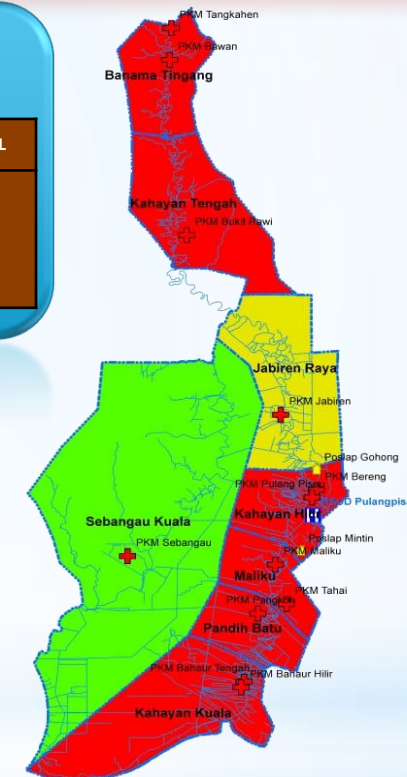 PKM Tangkahen
PKM Bawan
Banama Tingang
Kahayan Tengah
PKM Bukit Rawi
Jabiren Raya
PKM Jabiren
Poslap Gohong
PKM Bereng
PKM Pulang Pisau
Pulangpis
Kahayan Hilir
Sebangau Kuala
PKM Sebangau
Poslap Mintin
PKM Maliku
Maliku
PKM Tahai
PKM Pangkoh
Pandih Batu
PKM Bahaur Tengah
PKM Bahaur Hilir
Kahayan Kuala